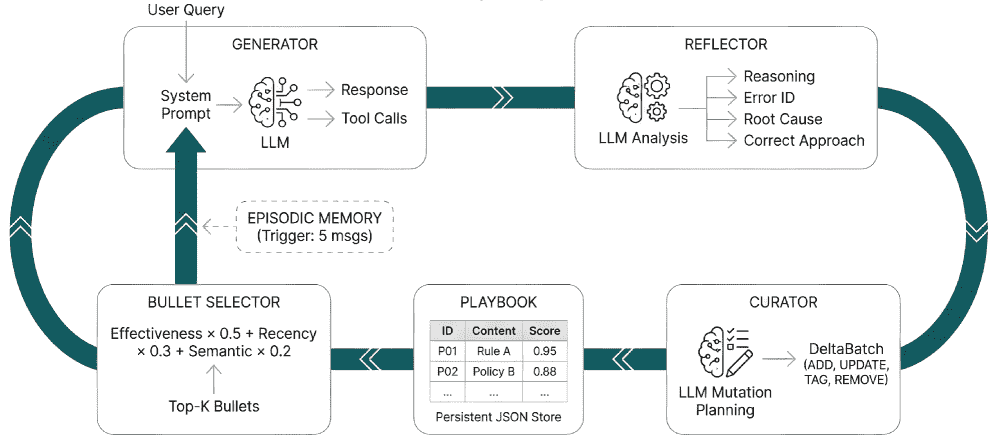 User Query
GENERATOR
System
Prompt
LLM
Response
Tool Calls
REFLECTOR
LLM Analysis
Reasoning
Error ID
Root Cause
Correct Approach
EPISODIC MEMORY
(Trigger: 5 msgs)
BULLET SELECTOR
Effectiveness × 0.5 + Recency
× 0.3 + Semantic × 0.2
Top-K Bullets
PLAYBOOK
ID Content Score
P01 Rule A 0.95
P02 Policy B 0.88
... ... ...
Persistent JSON Store
CURATOR
LLM Mutation
Planning
DeltaBatch
(ADD, UPDATE,
TAG, REMOVE)